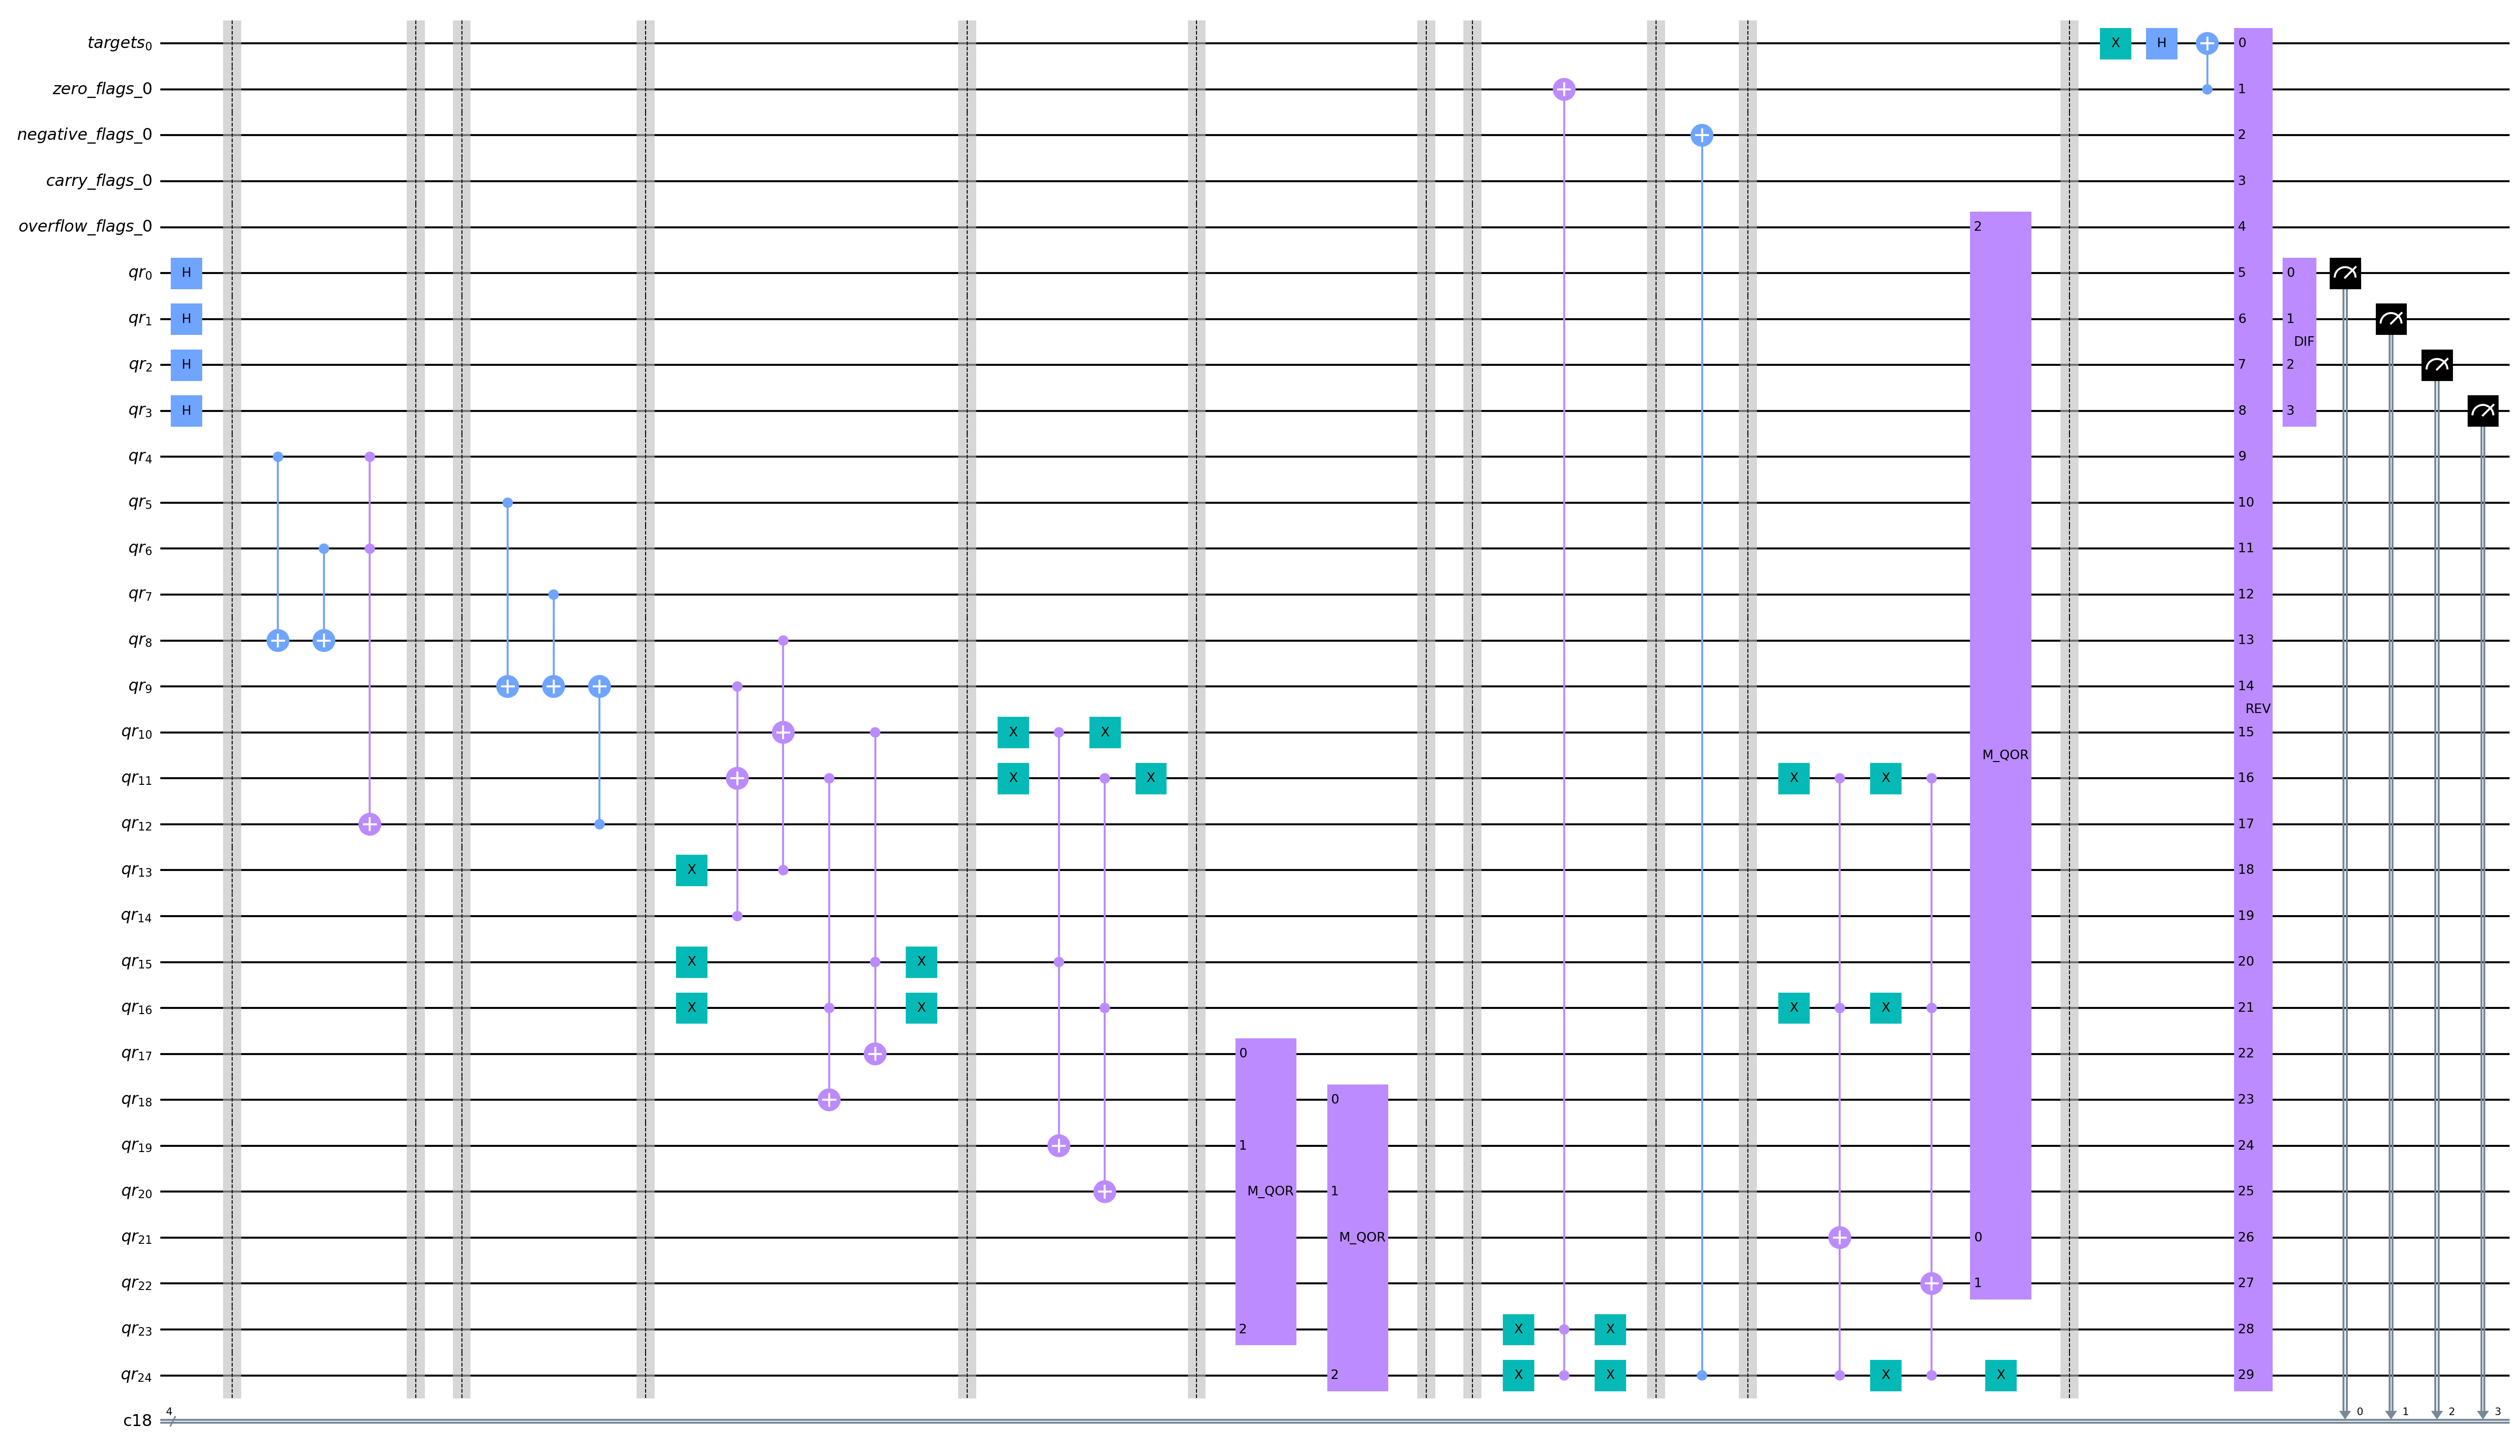 targets0 X H 0
zero_flags_0 1
negative_flags_0 2
carry_flags_0 3
overflow_flags_0 2 4
qr0 H 5 0
qr1 H 6 1
DIF
qr2 H 7 2
qr3 H 8 3
qr4 9
qr5 10
qr6 11
qr7 12
qr8 13
qr9 14
REV
qr10 X X 15
M_QOR
qr11 X X X X 16
qr12 17
qr13 X 18
qr14 19
qr15 X X 20
qr16 X X X X 21
qr17 0 22
qr18 0 23
qr19 1 24
qr20 M_QOR 1 25
qr21 M_QOR 0 26
qr22 1 27
qr23 2 X X 28
qr24 2 X X X X 29
4 0 1 2 3
c18